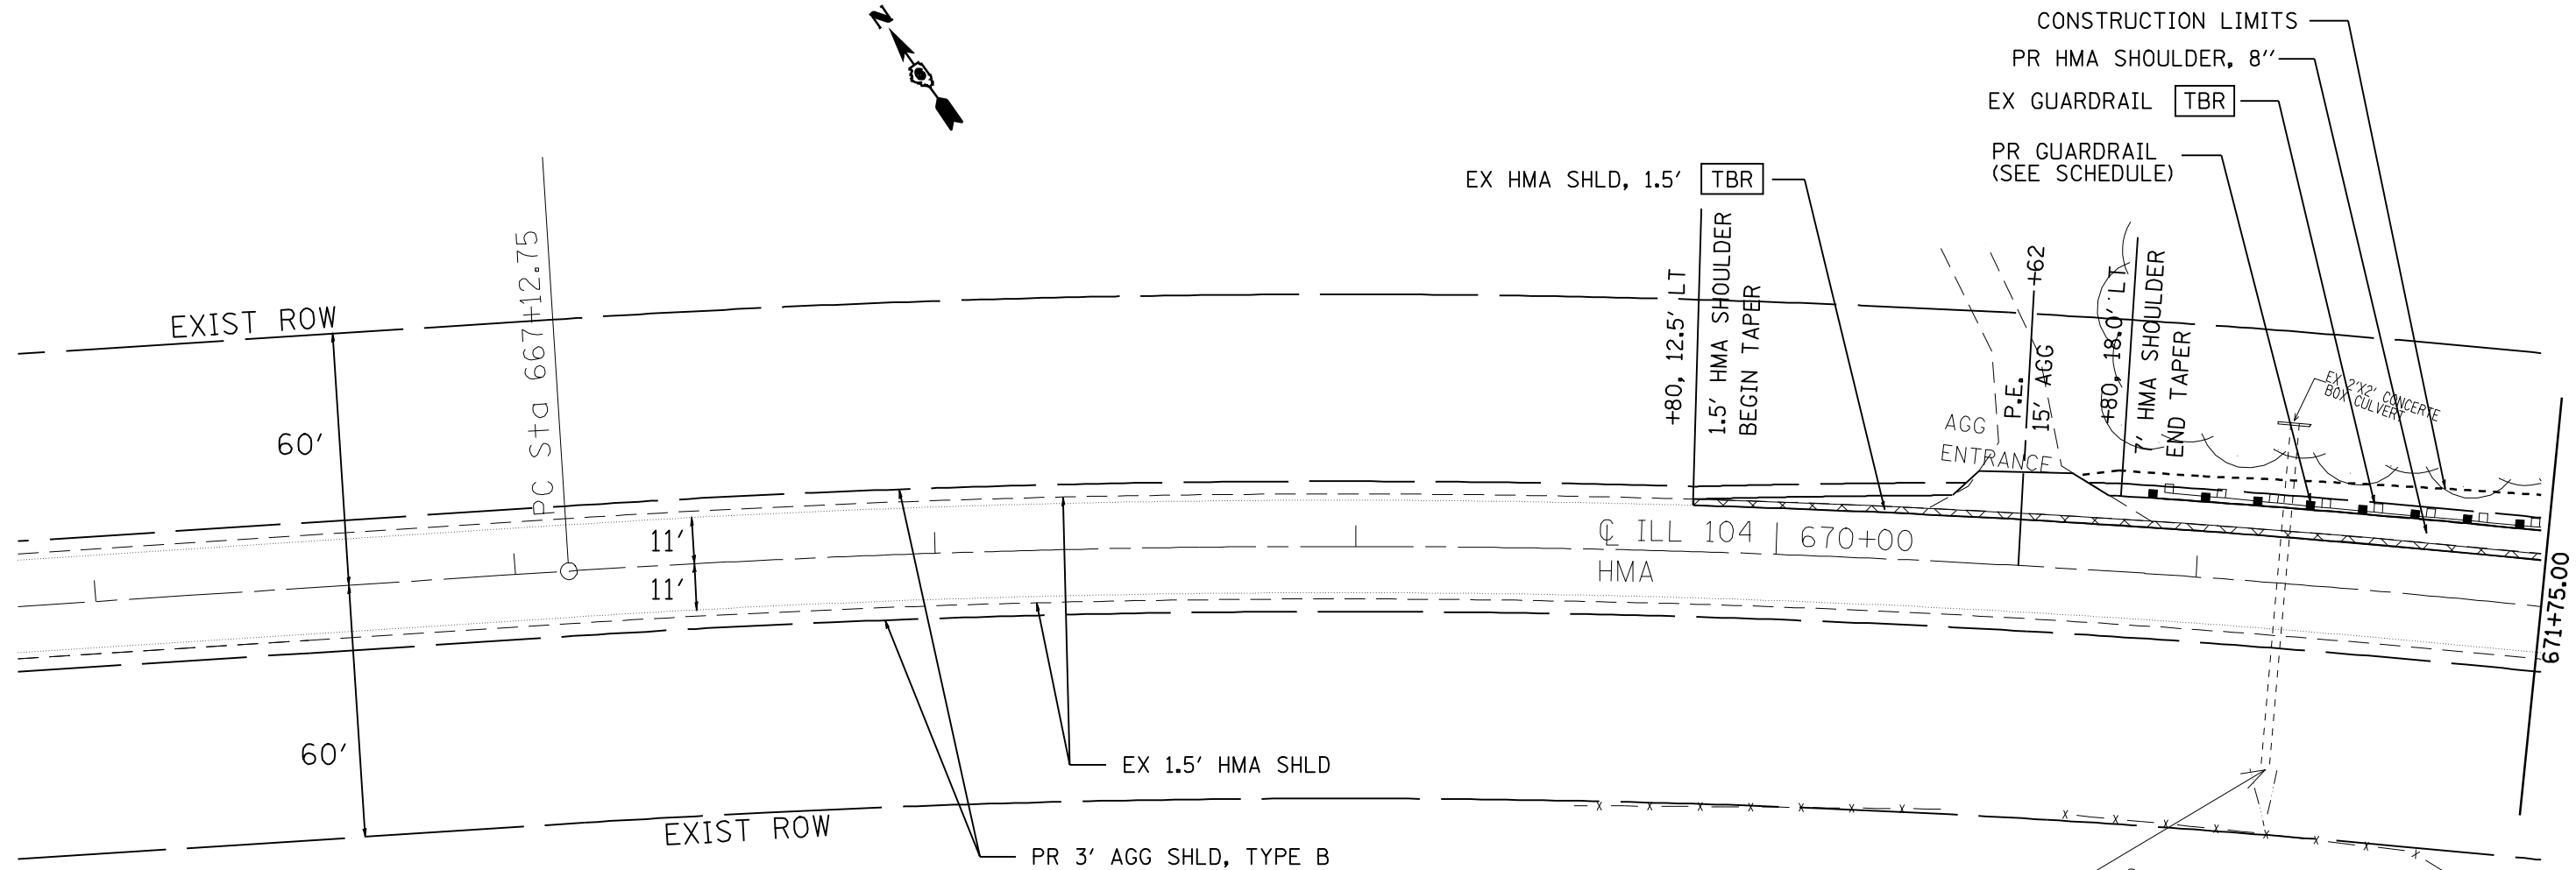 N
CONSTRUCTION LIMITS
PR HMA SHOULDER, 8''
EX GUARDRAIL TBR
PR GUARDRAIL
(SEE SCHEDULE)
EX HMA SHLD, 1.5' TBR
+80, 12.5' LT
1.5' HMA SHOULDER
BEGIN TAPER
P.E. +62
15' AGG
+80, 18.0' LT
7' HMA SHOULDER
END TAPER
EX 2'X2' CONCERTE
BOX CULVERT
PC Sta 667+12.75
EXIST ROW
60'
AGG
ENTRANCE
11'
11'
℄ ILL 104 670+00
HMA
671+75.00
60'
EX 1.5' HMA SHLD
EXIST ROW
PR 3' AGG SHLD, TYPE B